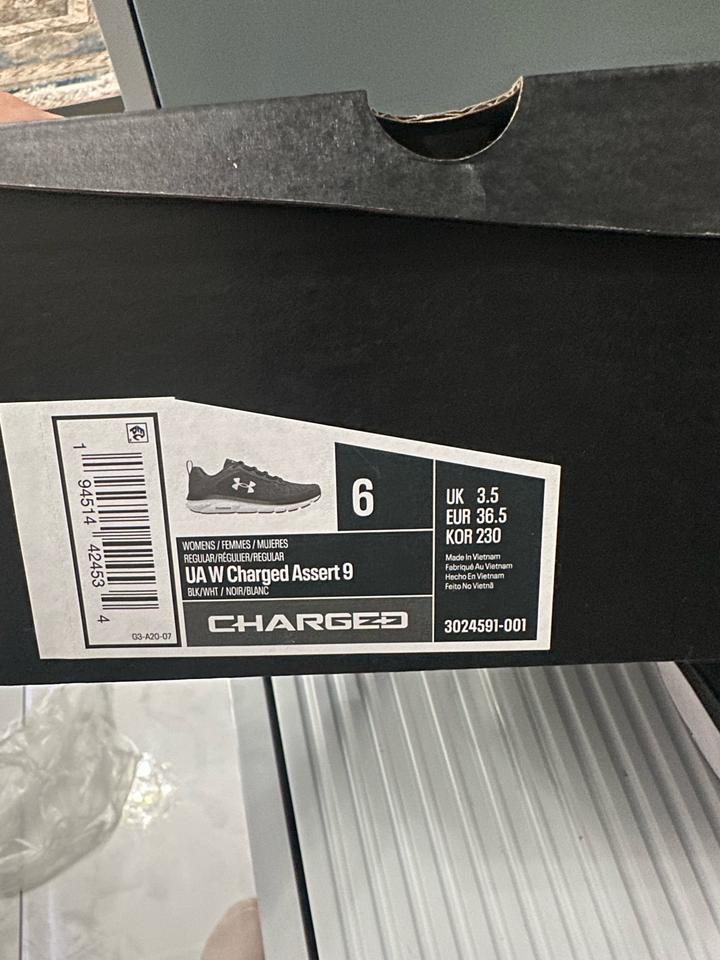 1 94514 42453 4
03-A20-07
6
WOMENS / FEMMES / MUJERES
REGULAR/RÉGULIER/REGULAR
UA W Charged Assert 9
BLK/WHT / NOIR/BLANC
CHARGED
UK 3.5
EUR 36.5
KOR 230
Made In Vietnam
Fabriqué Au Vietnam
Hecho En Vietnam
Feito No Vietnã
3024591-001